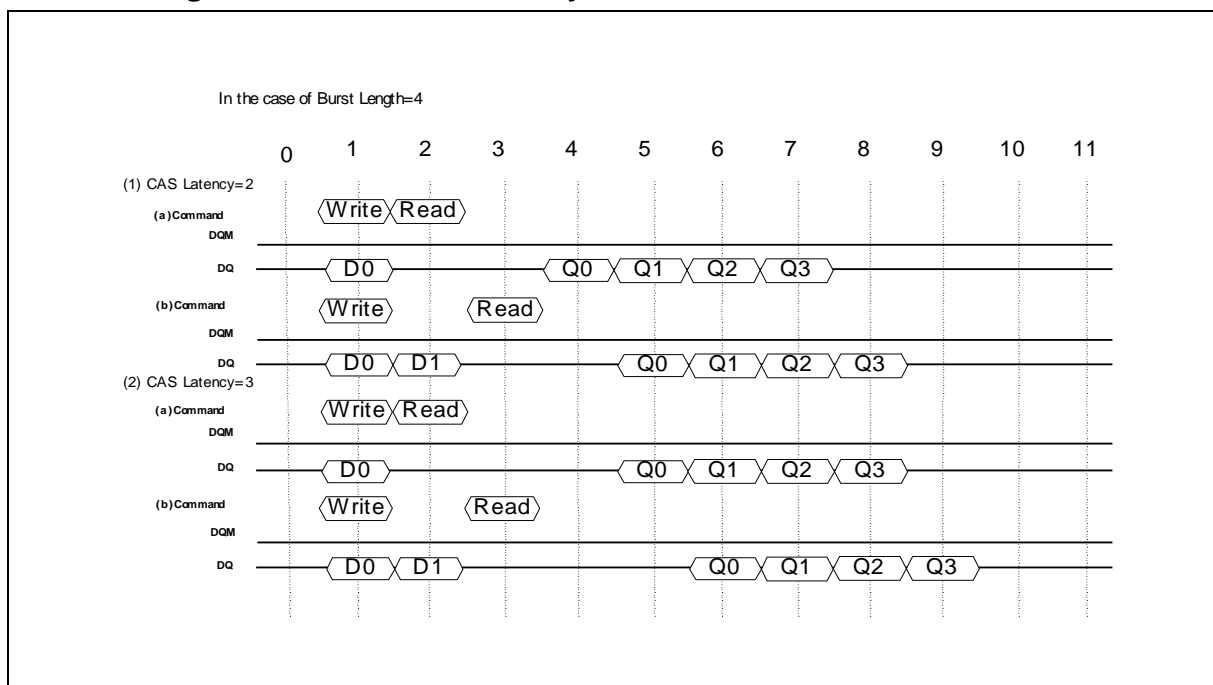 In the case of Burst Length=4
0 1 2 3 4 5 6 7 8 9 10 11
(1) CAS Latency=2
(a)Command Write Read
DQM
DQ D0 Q0 Q1 Q2 Q3
(b)Command Write Read
DQM
DQ D0 D1 Q0 Q1 Q2 Q3
(2) CAS Latency=3
(a)Command Write Read
DQM
DQ D0 Q0 Q1 Q2 Q3
(b)Command Write Read
DQM
DQ D0 D1 Q0 Q1 Q2 Q3